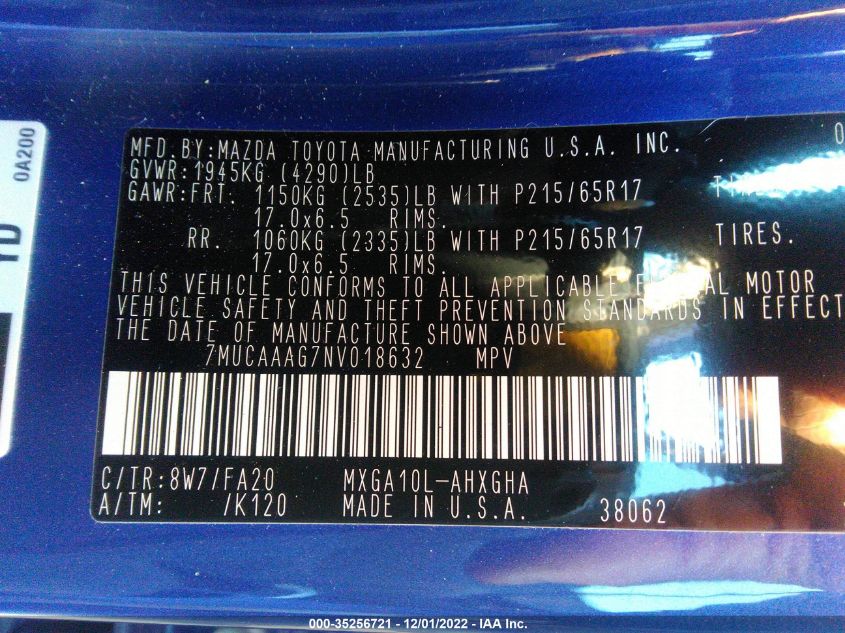 0A200
YD
MFD.BY:MAZDA TOYOTA MANUFACTURING U.S.A. INC. 0
GVWR:1945KG (4290)LB
GAWR:FRT. 1150KG (2535)LB WITH P215/65R17
17.0x6.5 RIMS.
RR. 1060KG (2335)LB WITH P215/65R17 TIRES.
17.0x6.5 RIMS.
THIS VEHICLE CONFORMS TO ALL APPLICABLE MOTOR
VEHICLE SAFETY AND THEFT PREVENTION STANDARDS IN EFFECT
THE DATE OF MANUFACTURE SHOWN ABOVE
7MUCAAAG7NV018632 MPV
C/TR:8W7/FA20 MXGA10L-AHXGHA
A/TM: /K120 MADE IN U.S.A. 38062
000-35256721 - 12/01/2022 - IAA Inc.